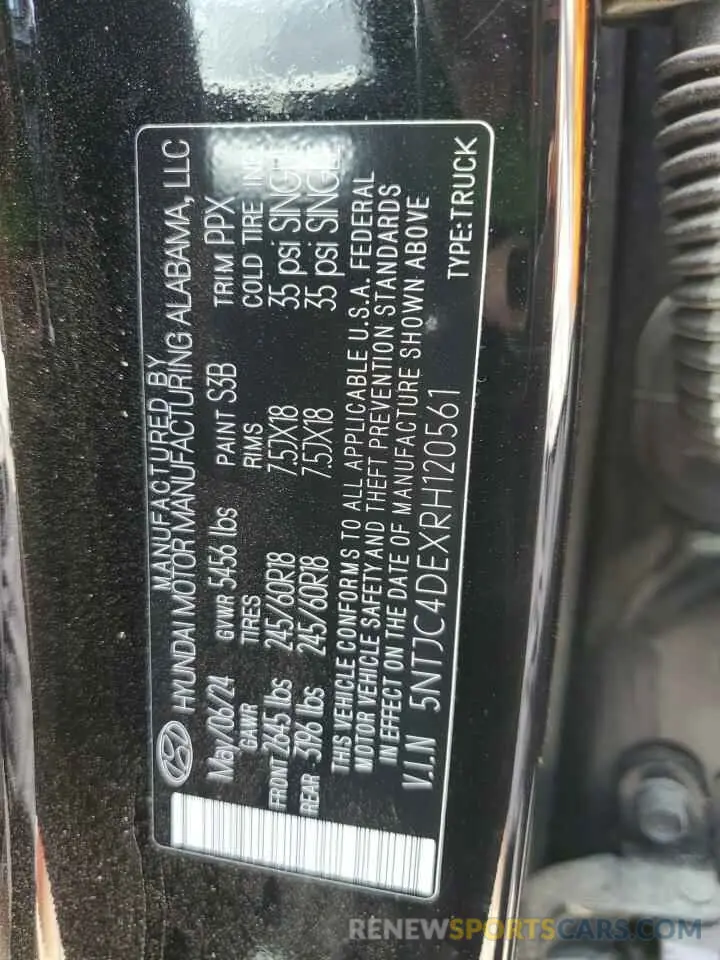 MANUFACTURED BY
HYUNDAI MOTOR MANUFACTURING ALABAMA, LLC
May/06/24 GVWR 5456 lbs PAINT S3B TRIM PPX
GAWR TIRES RIMS COLD TIRE INF
FRONT 2645 lbs 245/60R18 7.5JX18 35 psi SINGLE
REAR 3196 lbs 245/60R18 7.5JX18 35 psi SINGLE
THIS VEHICLE CONFORMS TO ALL APPLICABLE U.S.A. FEDERAL
MOTOR VEHICLE SAFETY AND THEFT PREVENTION STANDARDS
IN EFFECT ON THE DATE OF MANUFACTURE SHOWN ABOVE
V.I.N 5NTJC4DEXRH120561 TYPE:TRUCK
RENEWSPORTSCARS.COM